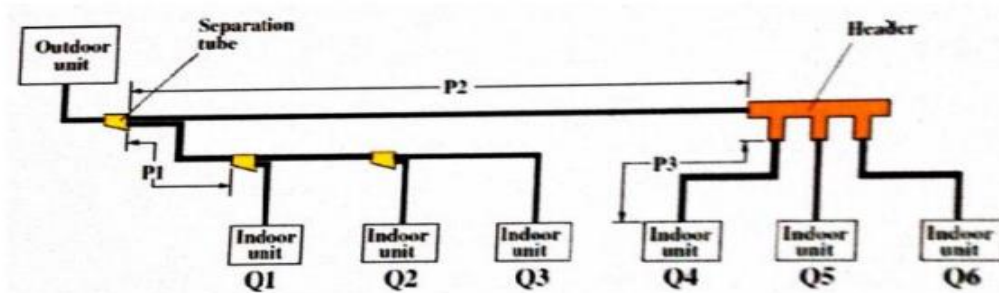 Separation
tube
Header
Outdoor
unit
P2
P1
P3
Indoor
unit
Indoor
unit
Indoor
unit
Indoor
unit
Indoor
unit
Indoor
unit
Q1
Q2
Q3
Q4
Q5
Q6